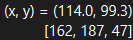 (x, y) = (114.0, 99.3)
[162, 187, 47]